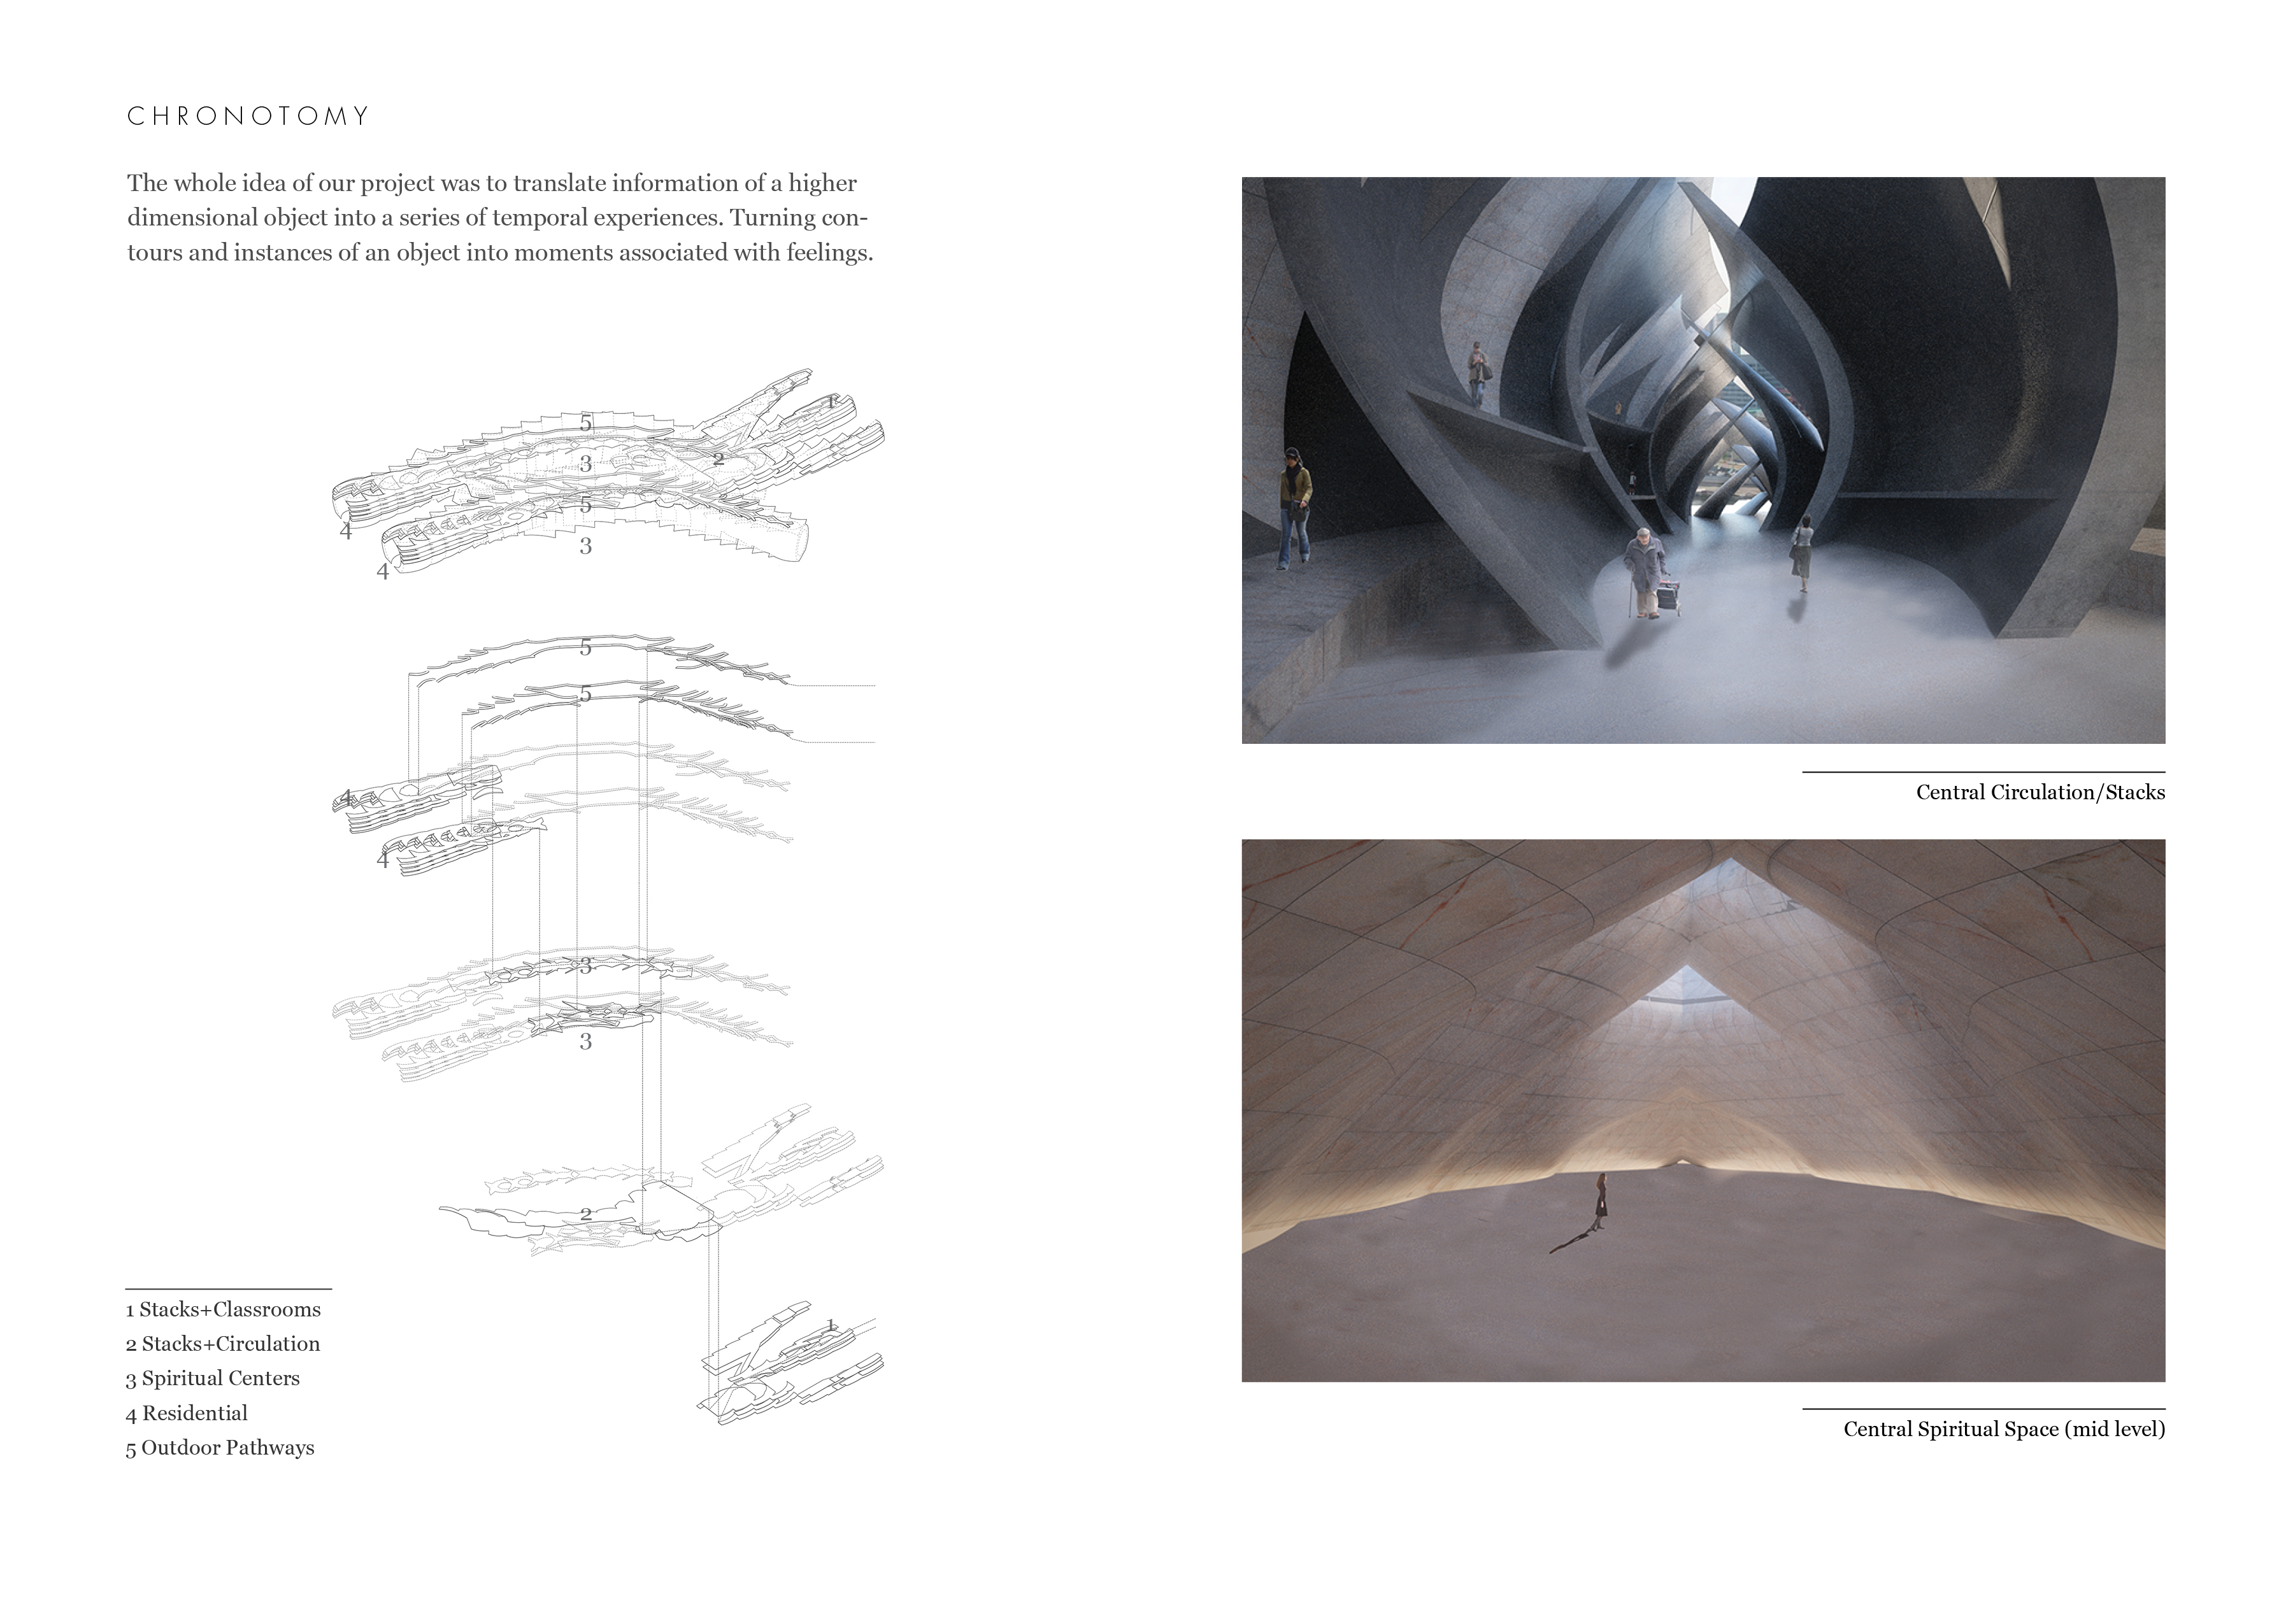 CHRONOTOMY
The whole idea of our project was to translate information of a higher
dimensional object into a series of temporal experiences. Turning con-
tours and instances of an object into moments associated with feelings.
1
5
2
3
5
4
3
4
5
5
4
4
3
3
2
1
1 Stacks+Classrooms
2 Stacks+Circulation
3 Spiritual Centers
4 Residential
5 Outdoor Pathways
Central Circulation/Stacks
Central Spiritual Space (mid level)